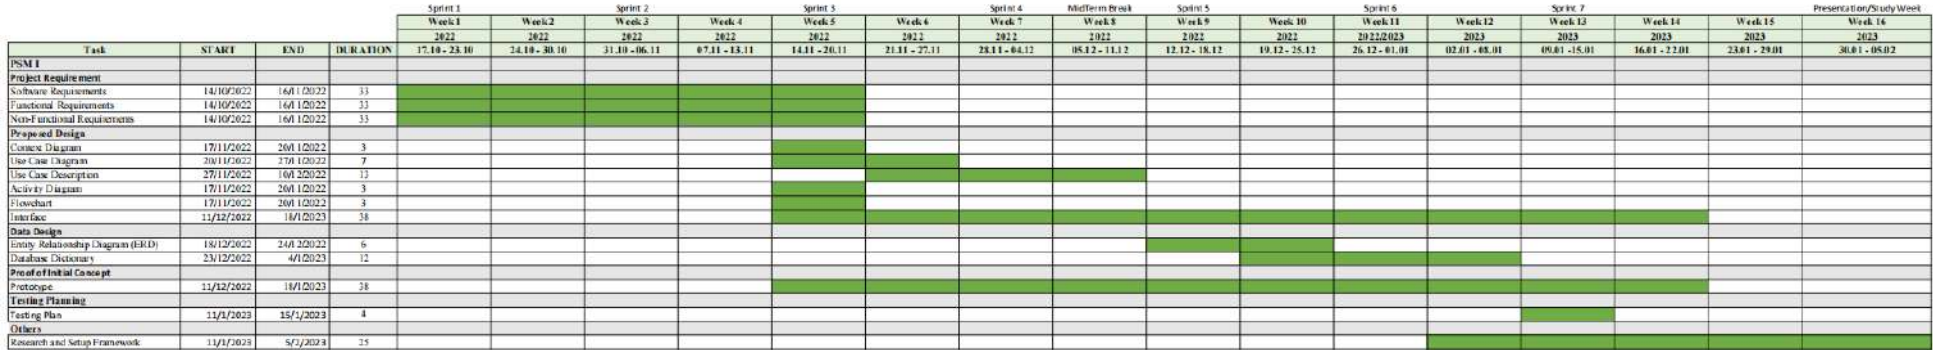 Sprint 1 Sprint 2 Sprint 3 Sprint 4 MidTerm Break Sprint 5 Sprint 6 Sprint 7 Presentation/Study Week
Week 1 Week 2 Week 3 Week 4 Week 5 Week 6 Week 7 Week 8 Week 9 Week 10 Week 11 Week 12 Week 13 Week 14 Week 15 Week 16
2022 2022 2022 2022 2022 2022 2022 2022 2022 2022 2022/2023 2023 2023 2023 2023 2023
Task START END DURATION 17.10 - 23.10 24.10 - 30.10 31.10 - 06.11 07.11 - 13.11 14.11 - 20.11 21.11 - 27.11 28.11 - 04.12 05.12 - 11.12 12.12 - 18.12 19.12 - 25.12 26.12 - 01.01 02.01 - 08.01 09.01 -15.01 16.01 - 22.01 23.01 - 29.01 30.01 - 05.02
PSM I
Project Requirement
Software Requirements 14/10/2022 16/11/2022 33
Functional Requirements 14/10/2022 16/11/2022 33
Non-Functional Requirements 14/10/2022 16/11/2022 33
Proposed Design
Context Diagram 17/11/2022 20/11/2022 3
Use Case Diagram 20/11/2022 27/11/2022 7
Use Case Description 27/11/2022 10/12/2022 13
Activity Diagram 17/11/2022 20/11/2022 3
Flowchart 17/11/2022 20/11/2022 3
Interface 11/12/2022 18/1/2023 38
Data Design
Entity Relationship Diagram (ERD) 18/12/2022 24/12/2022 6
Database Dictionary 23/12/2022 4/1/2023 12
Proof of Initial Concept
Prototype 11/12/2022 18/1/2023 38
Testing Planning
Testing Plan 11/1/2023 15/1/2023 4
Others
Research and Setup Framework 11/1/2023 5/2/2023 25